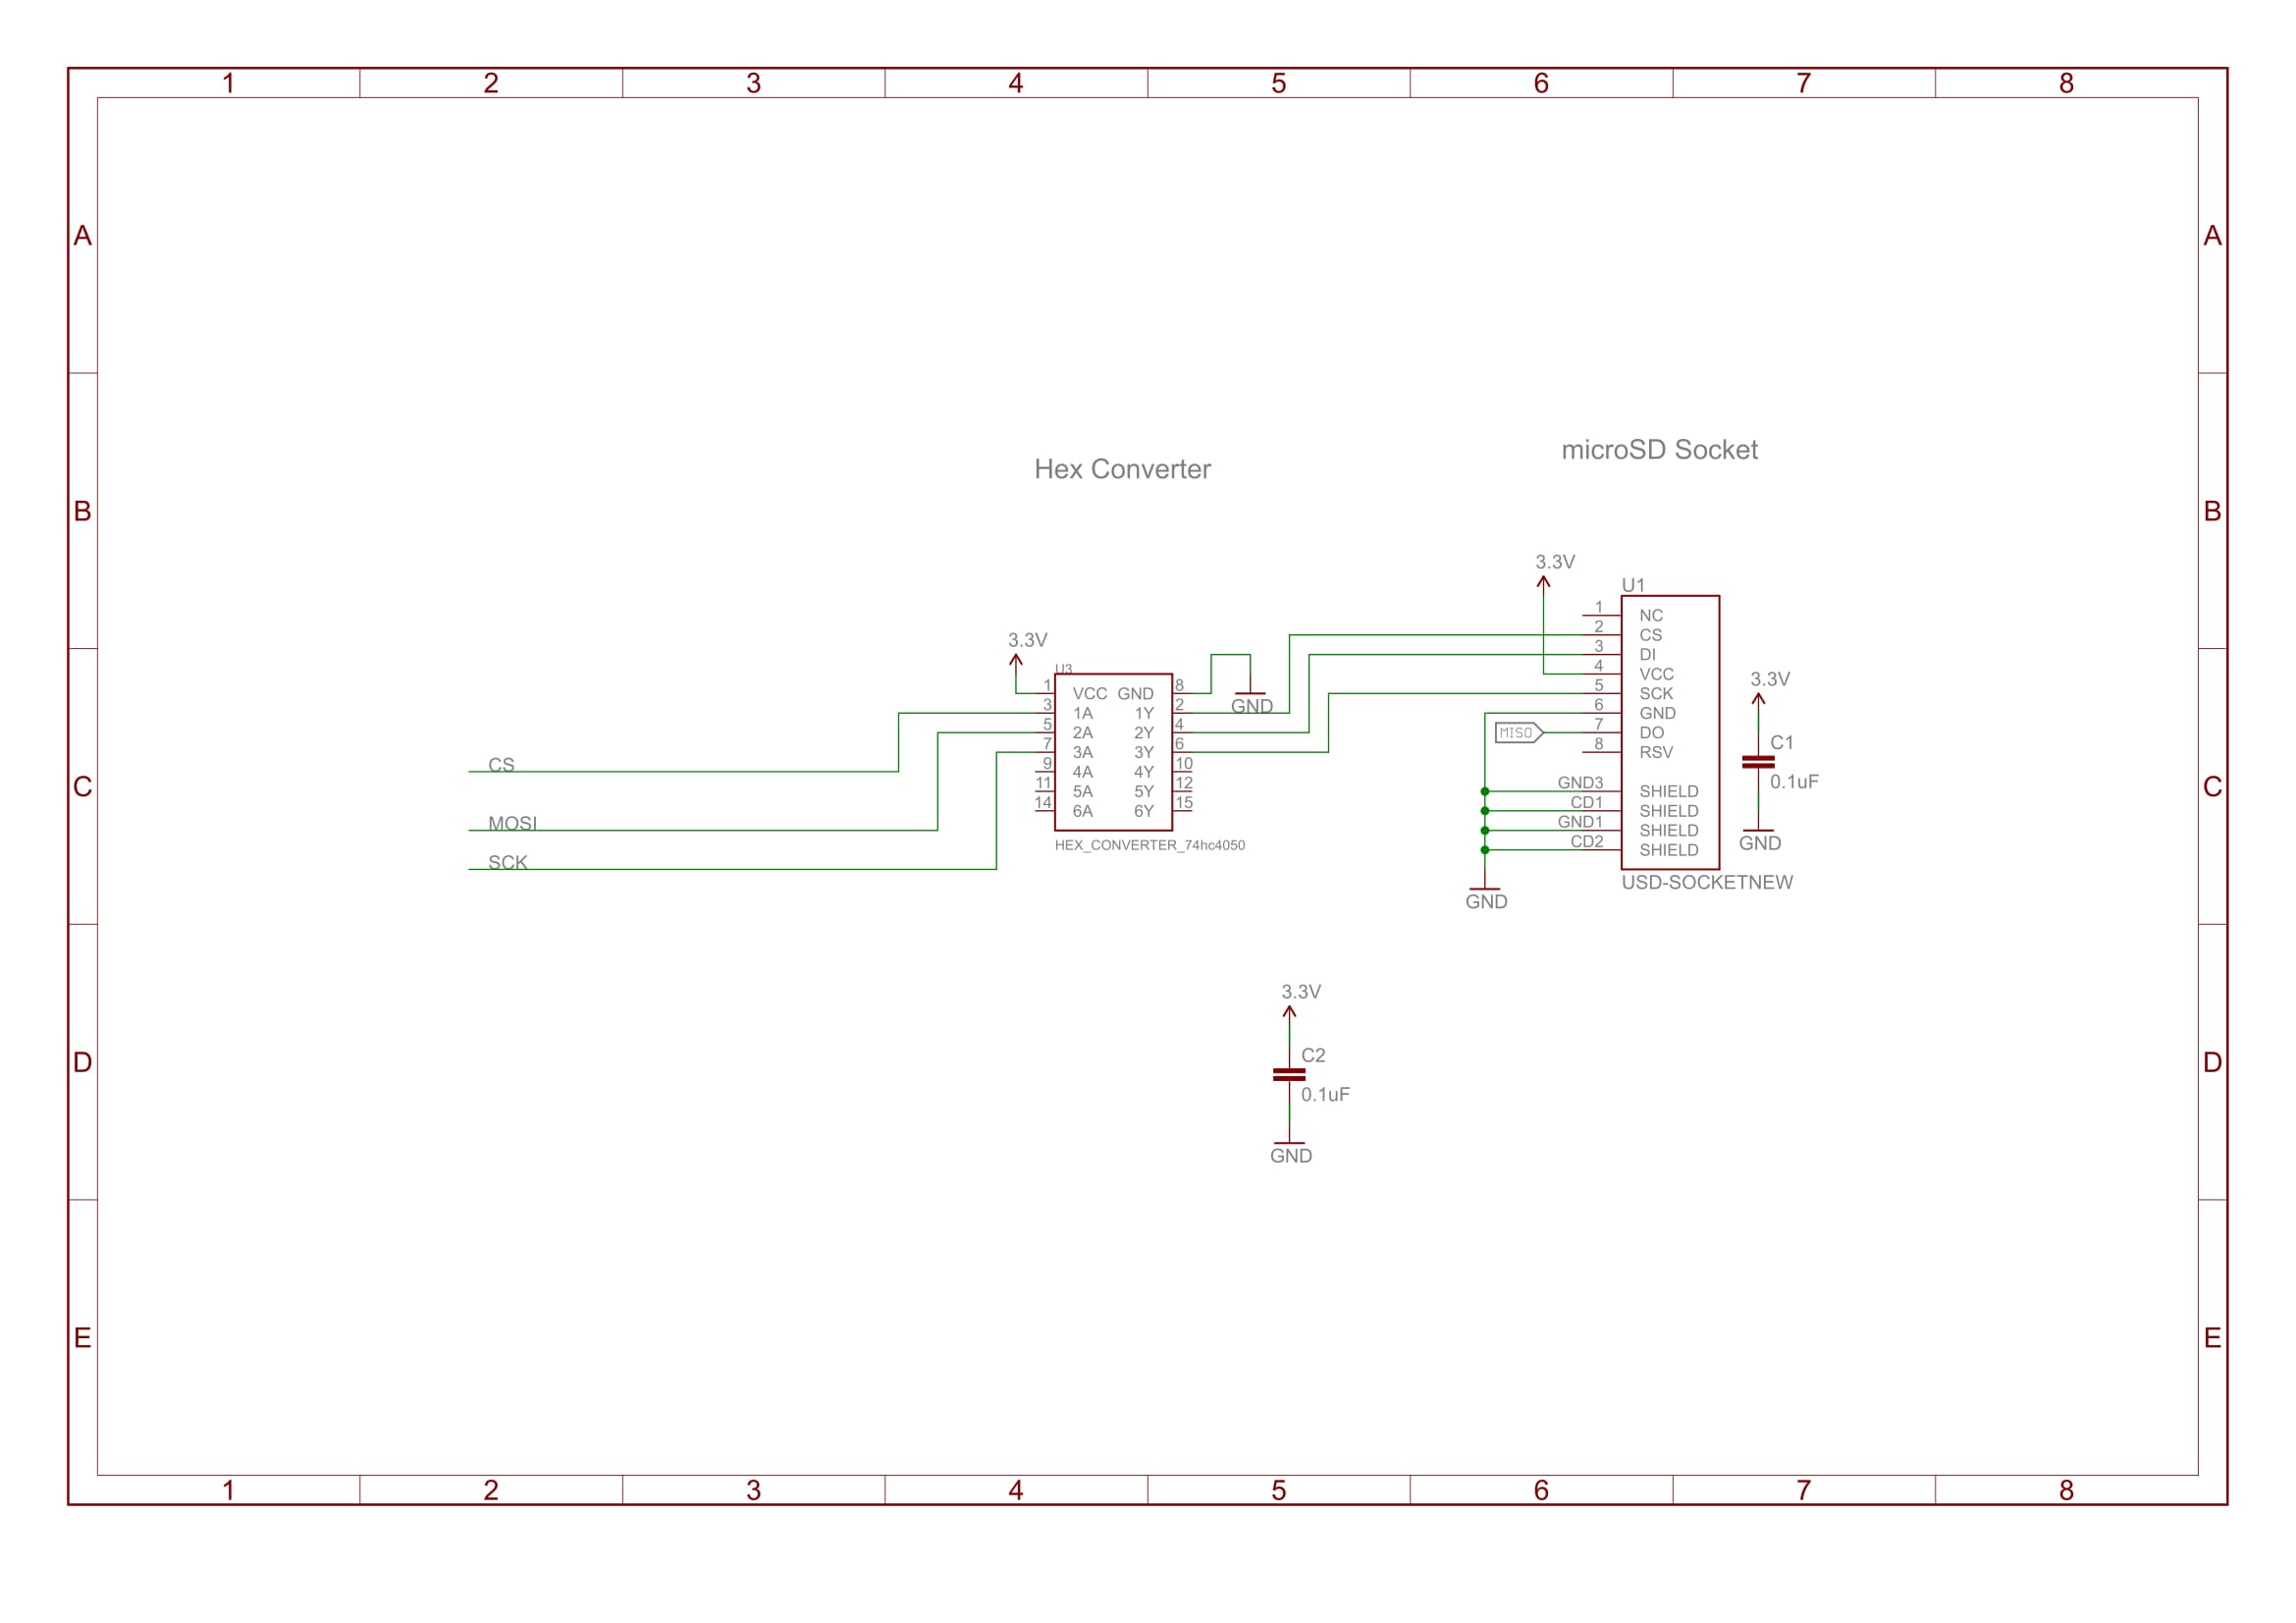 1 2 3 4 5 6 7 8
A A
microSD Socket
Hex Converter
B B
3.3V
U1
1 NC
2 CS
3 DI
4 VCC
5 SCK
6 GND
7 DO
8 RSV
MISO
GND3 SHIELD
CD1 SHIELD
GND1 SHIELD
CD2 SHIELD
USD-SOCKETNEW
GND
3.3V
C1
0.1uF
GND
3.3V
U3
1 VCC GND 8
3 1A 1Y 2
5 2A 2Y 4
7 3A 3Y 6
9 4A 4Y 10
11 5A 5Y 12
14 6A 6Y 15
HEX_CONVERTER_74hc4050
GND
CS
MOSI
SCK
C C
3.3V
C2
0.1uF
GND
D D
E E
1 2 3 4 5 6 7 8